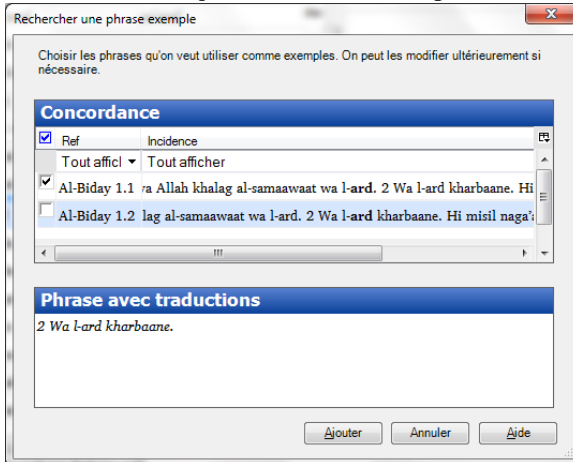 Rechercher une phrase exemple
Choisir les phrases qu'on veut utiliser comme exemples. On peut les modifier ultérieurement si
nécessaire.
Concordance
Ref Incidence
Tout affict Tout afficher
Al-Biday 1.1 ra Allah khalag al-samaawaat wa l-ard. 2 Wa l-ard kharbaane. Hi
Al-Biday 1.2 lag al-samaawaat wa l-ard. 2 Wa l-ard kharbaane. Hi misil naga'a
Phrase avec traductions
2 Wa l-ard kharbaane.
Ajouter Annuler Aide